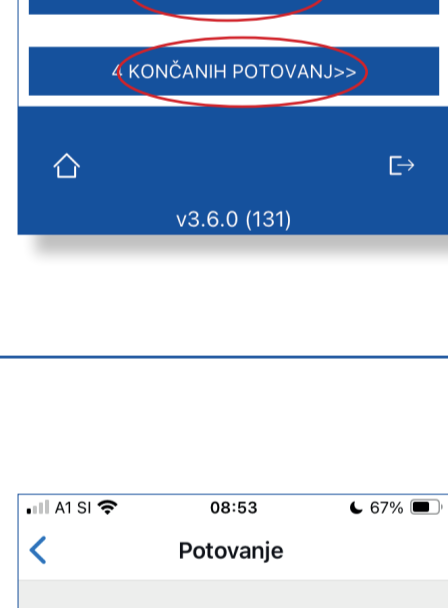 4 KONČANIH POTOVANJ>>
v3.6.0 (131)
A1 SI 08:53 67%
Potovanje